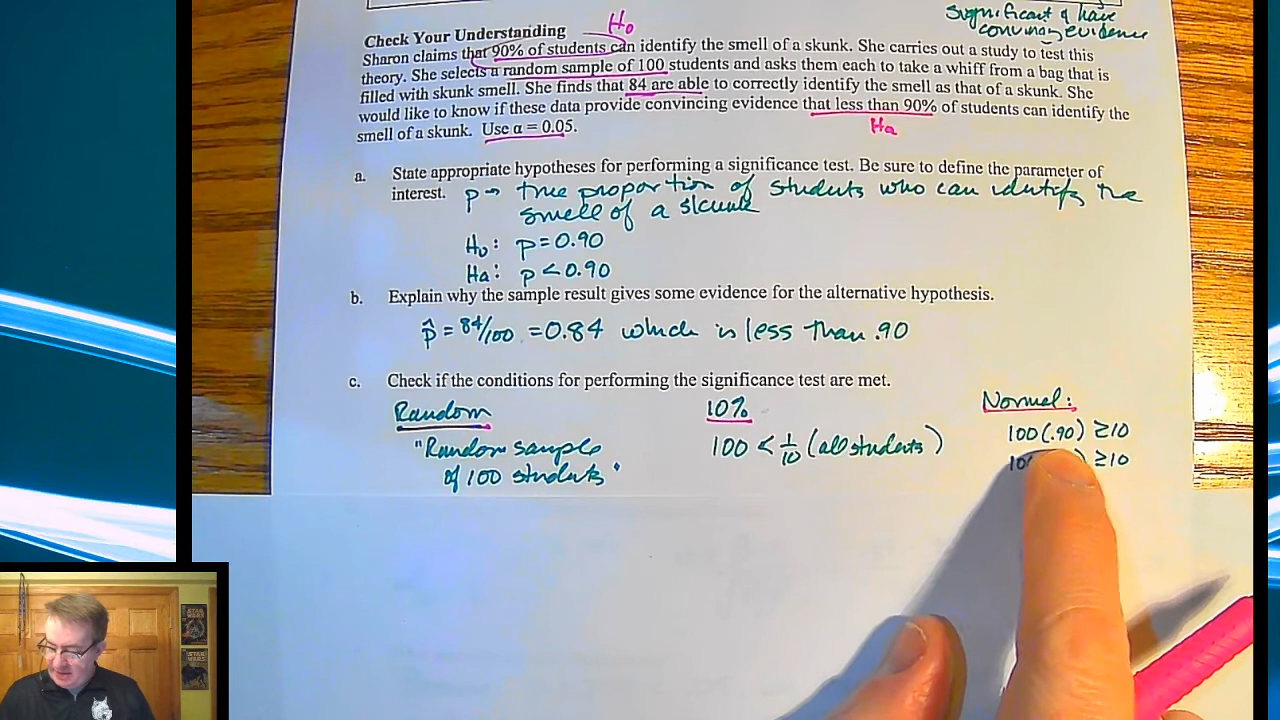 Significant & have
convincing evidence
Check Your Understanding
Ho
Sharon claims that 90% of students can identify the smell of a skunk. She carries out a study to test this
theory. She selects a random sample of 100 students and asks them each to take a whiff from a bag that is
filled with skunk smell. She finds that 84 are able to correctly identify the smell as that of a skunk. She
would like to know if these data provide convincing evidence that less than 90% of students can identify the
smell of a skunk. Use α = 0.05.
Ha
a. State appropriate hypotheses for performing a significance test. Be sure to define the parameter of
interest. p → true proportion of students who can identify the
smell of a skunk
Ho: p=0.90
Ha: p<0.90
b. Explain why the sample result gives some evidence for the alternative hypothesis.
p̂ = 84/100 = 0.84 which is less than .90
c. Check if the conditions for performing the significance test are met.
Random 10% Normal:
"Random sample 100 < 1/10 (all students) 100(.90) ≥10
of 100 students" ) ≥10
STAR WARS
STAR WARS